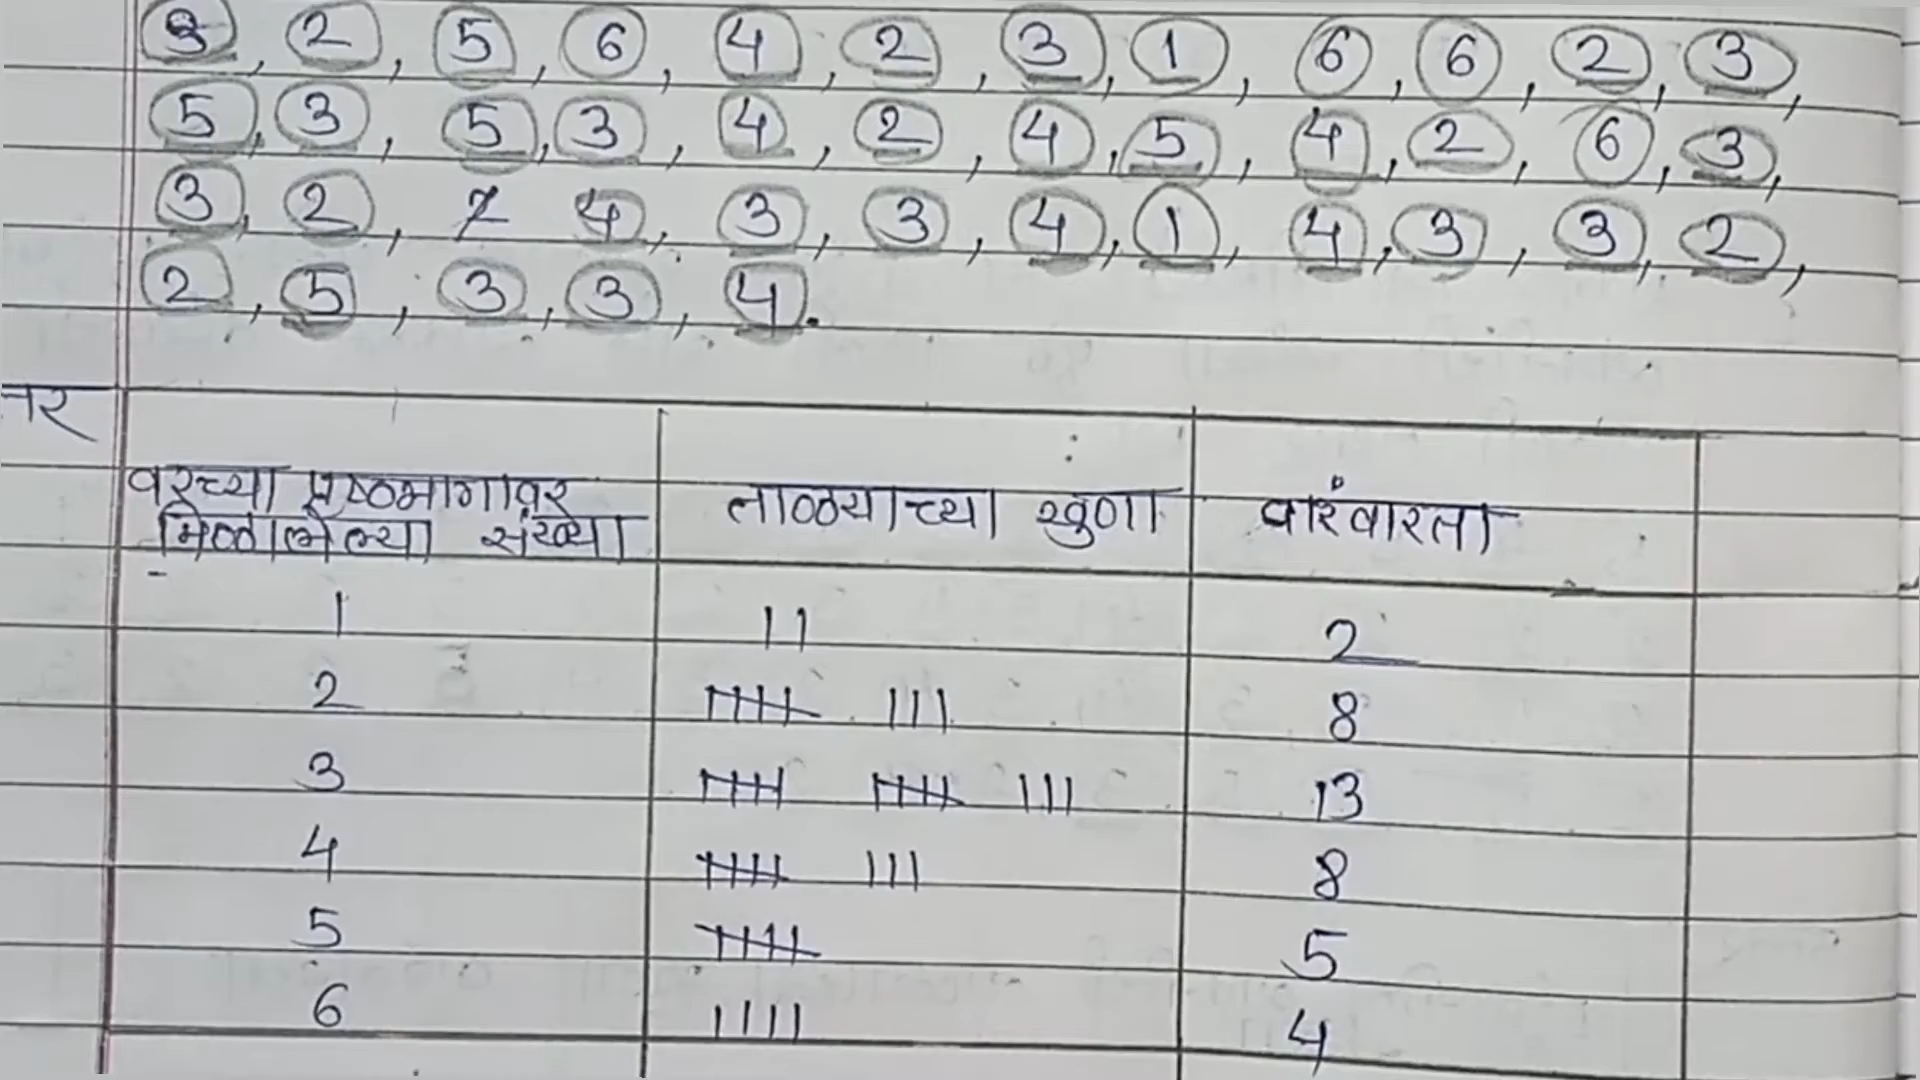 3, 2, 5, 6, 4, 2, 3, 1, 6, 6, 2, 3,
5, 3, 5, 3, 4, 2, 4, 5, 4, 2, 6, 3,
3, 2, 4, 3, 3, 4, 1, 4, 3, 3, 2,
2, 5, 3, 3, 4.
वरच्या पृष्ठभागावर मिळालेल्या संख्या | ताळ्याच्या खुणा | वारंवारता
1 || 2
2 |||| ||| 8
3 |||| |||| ||| 13
4 |||| ||| 8
5 |||| 5
6 |||| 4